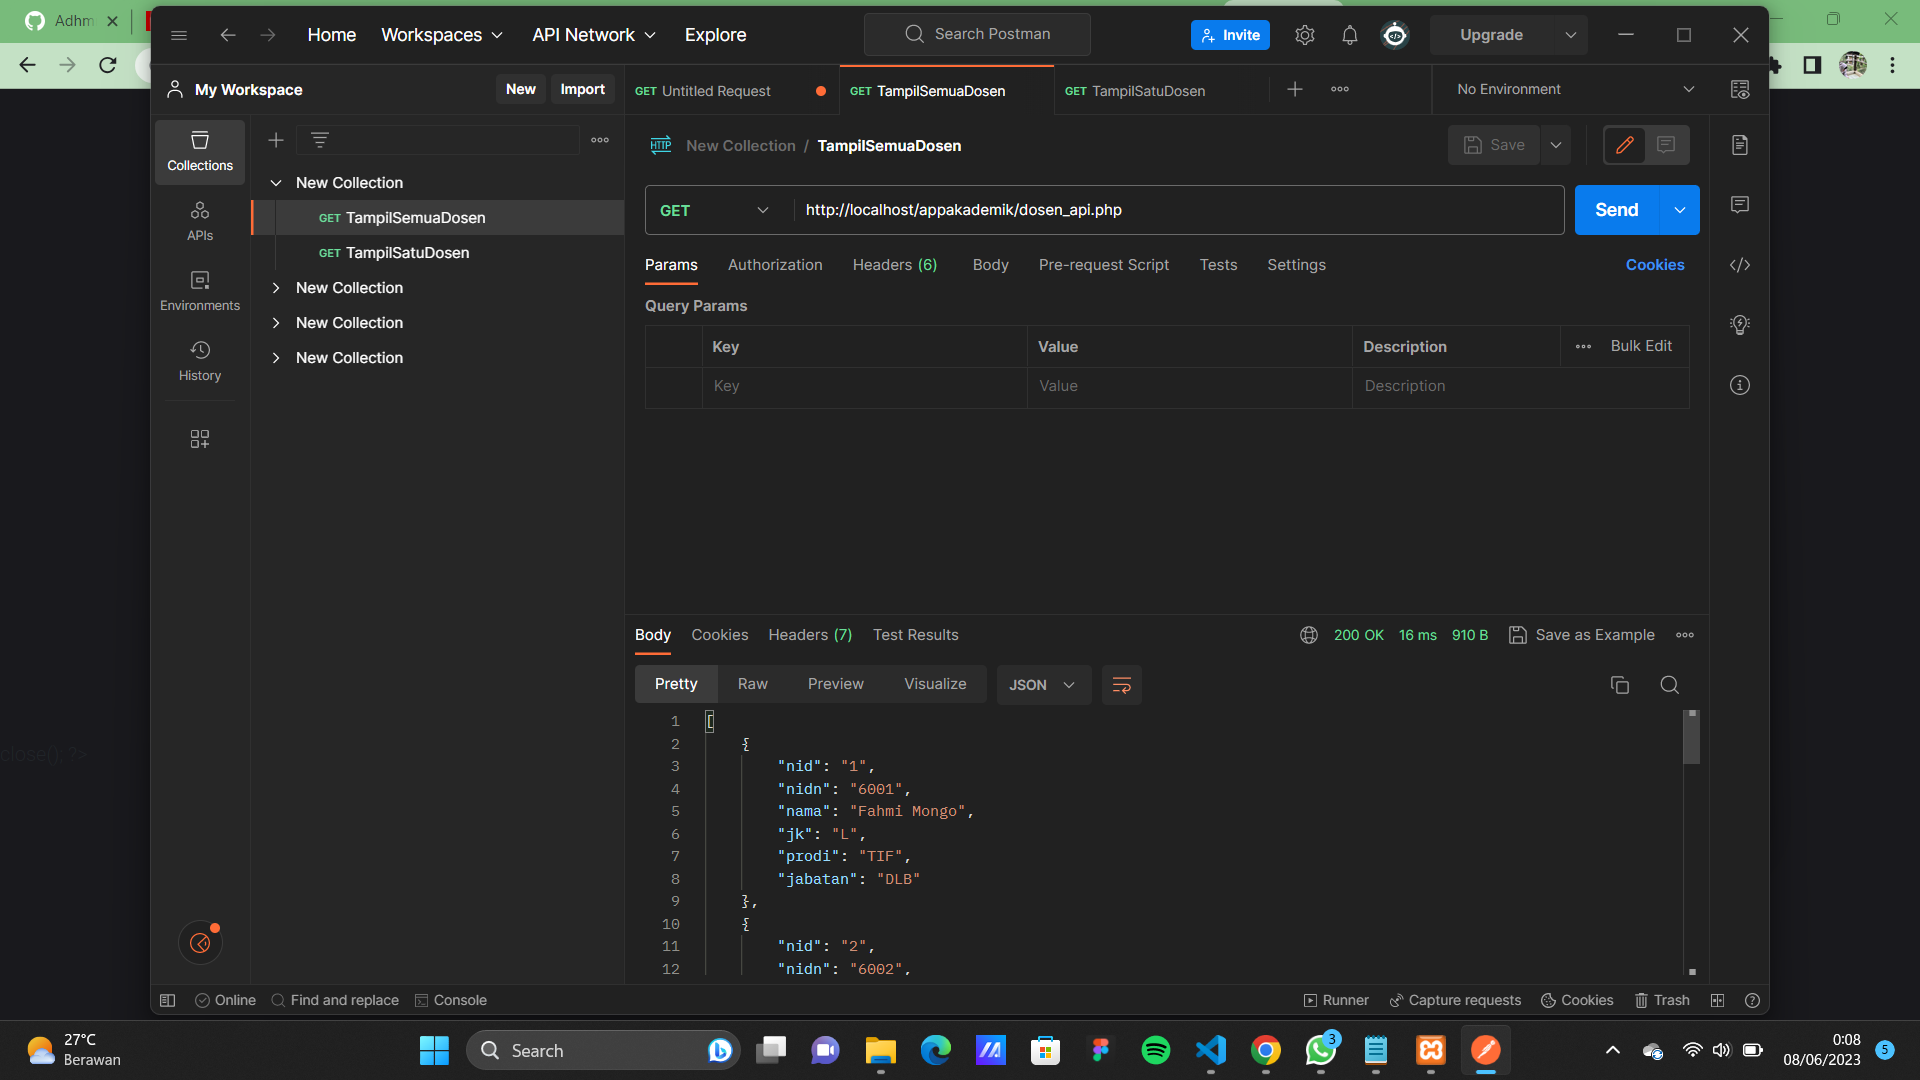 Adhm
Home
Workspaces
API Network
Explore
Search Postman
Invite
Upgrade
My Workspace
New
Import
GET Untitled Request
GET TampilSemuaDosen
GET TampilSatuDosen
No Environment
Collections
APIs
Environments
History
New Collection
GET TampilSemuaDosen
GET TampilSatuDosen
New Collection
New Collection
New Collection
HTTP New Collection / TampilSemuaDosen
Save
GET
http://localhost/appakademik/dosen_api.php
Send
Params
Authorization
Headers (6)
Body
Pre-request Script
Tests
Settings
Cookies
Query Params
Key
Value
Description
Bulk Edit
Key
Value
Description
close(); ?>
Body
Cookies
Headers (7)
Test Results
200 OK
16 ms
910 B
Save as Example
Pretty
Raw
Preview
Visualize
JSON
1 [
2 {
3 "nid": "1",
4 "nidn": "6001",
5 "nama": "Fahmi Mongo",
6 "jk": "L",
7 "prodi": "TIF",
8 "jabatan": "DLB"
9 },
10 {
11 "nid": "2",
12 "nidn": "6002",
Online
Find and replace
Console
Runner
Capture requests
Cookies
Trash
27°C
Berawan
Search
3
0:08
08/06/2023
5